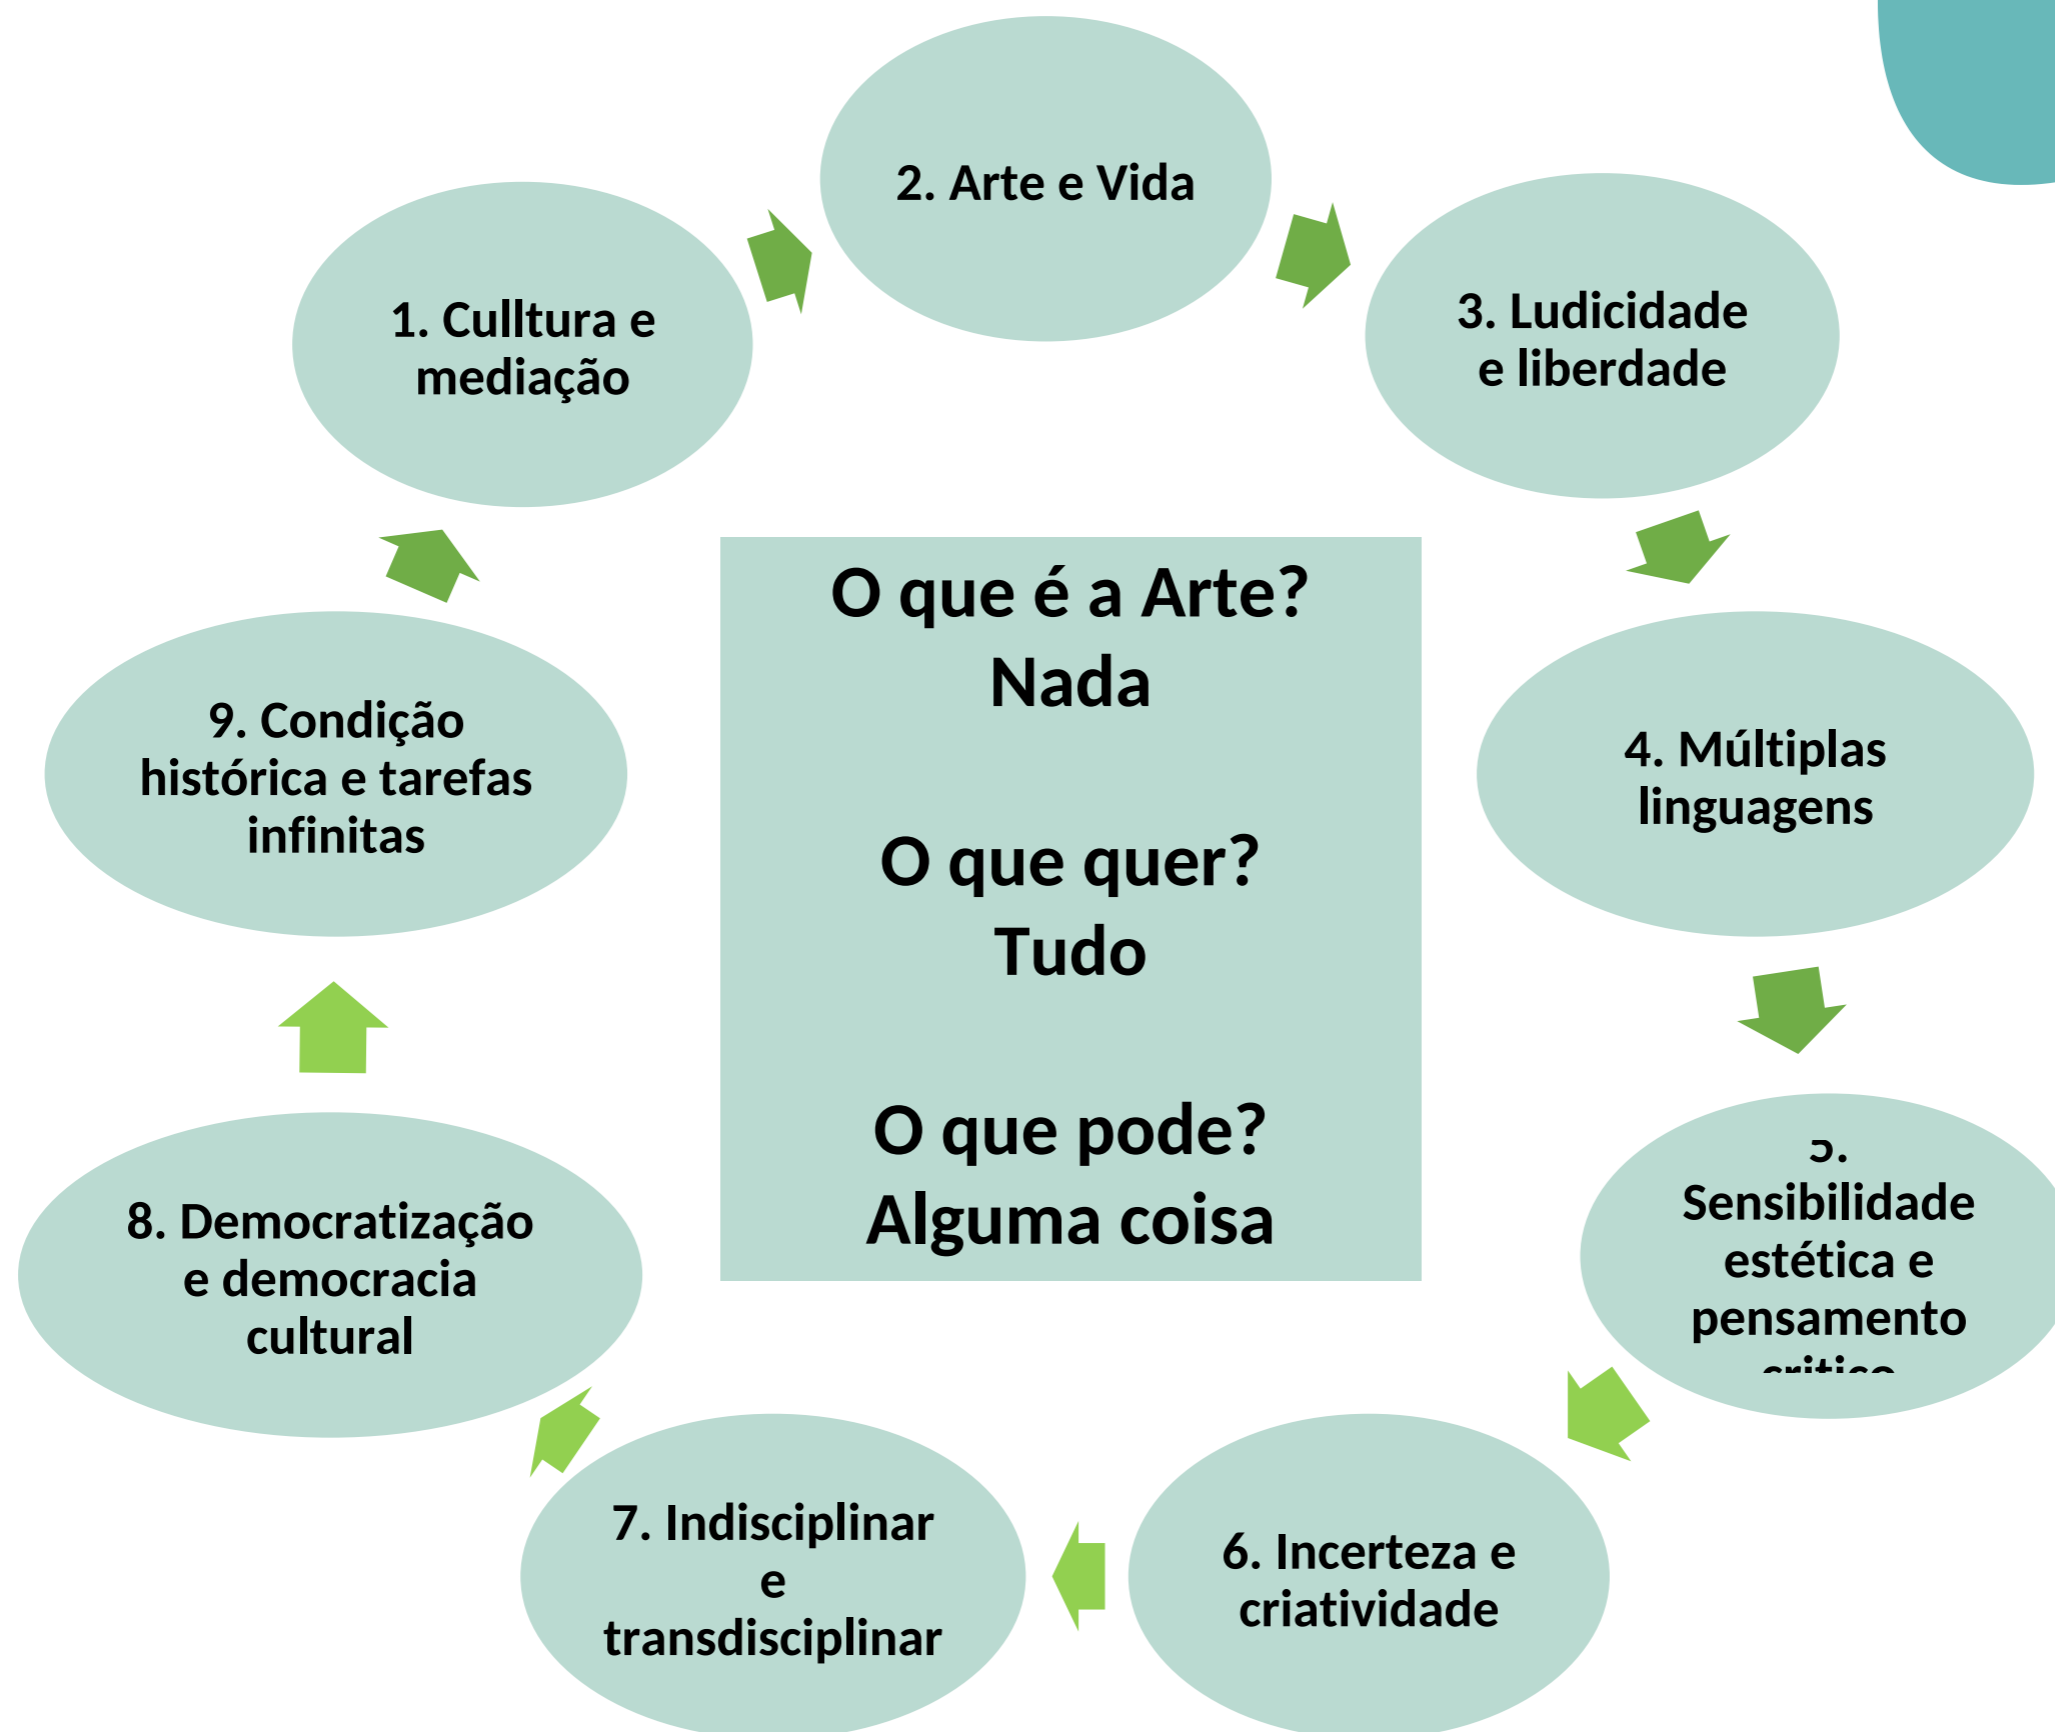 2. Arte e Vida
1. Culltura e
mediação
3. Ludicidade
e liberdade
O que é a Arte?
Nada
O que quer?
Tudo
O que pode?
Alguma coisa
9. Condição
histórica e tarefas
infinitas
4. Múltiplas
linguagens
5.
Sensibilidade
estética e
pensamento
critico
8. Democratização
e democracia
cultural
7. Indisciplinar
e
transdisciplinar
6. Incerteza e
criatividade